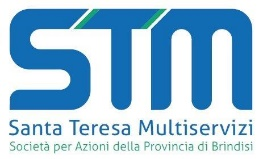 STM
Santa Teresa Multiservizi
Società per Azioni della Provincia di Brindisi